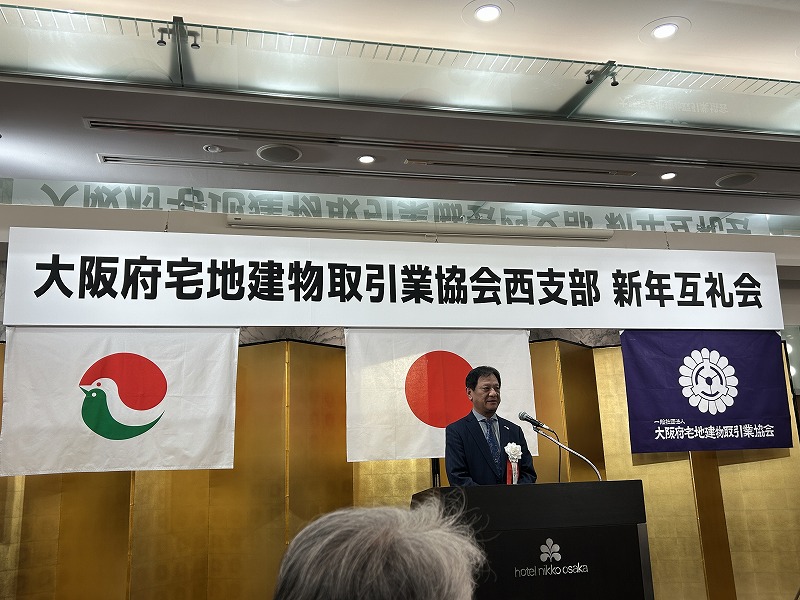 大阪府宅地建物取引業協会西支部 新年互礼会
一般社団法人
大阪府宅地建物取引業協会
hotel nikko osaka